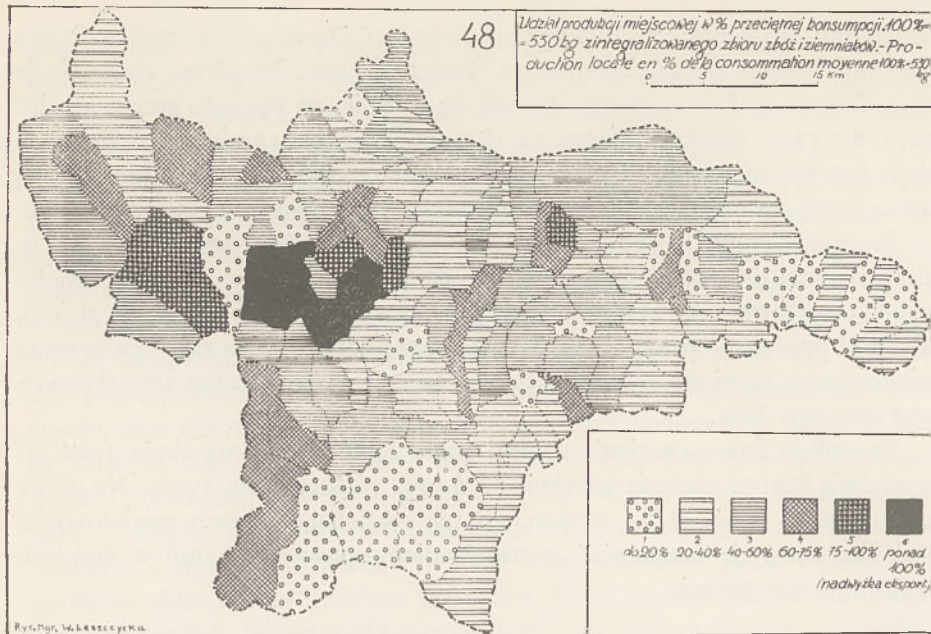 48
Udział produkcji miejscowej w % przeciętnej konsumpcji. 100%=
=550 kg zintegralizowanego zbioru zbóż i ziemniaków.-Pro-
duction locale en % de la consommation moyenne 100%=550
kg
0 5 10 15 Km
1 2 3 4 5 6
do 20% 20-40% 40-60% 60-75% 75-100% ponad
100%
(nadwyżka eksport)
Rys. Mgr. W. Leszczycka